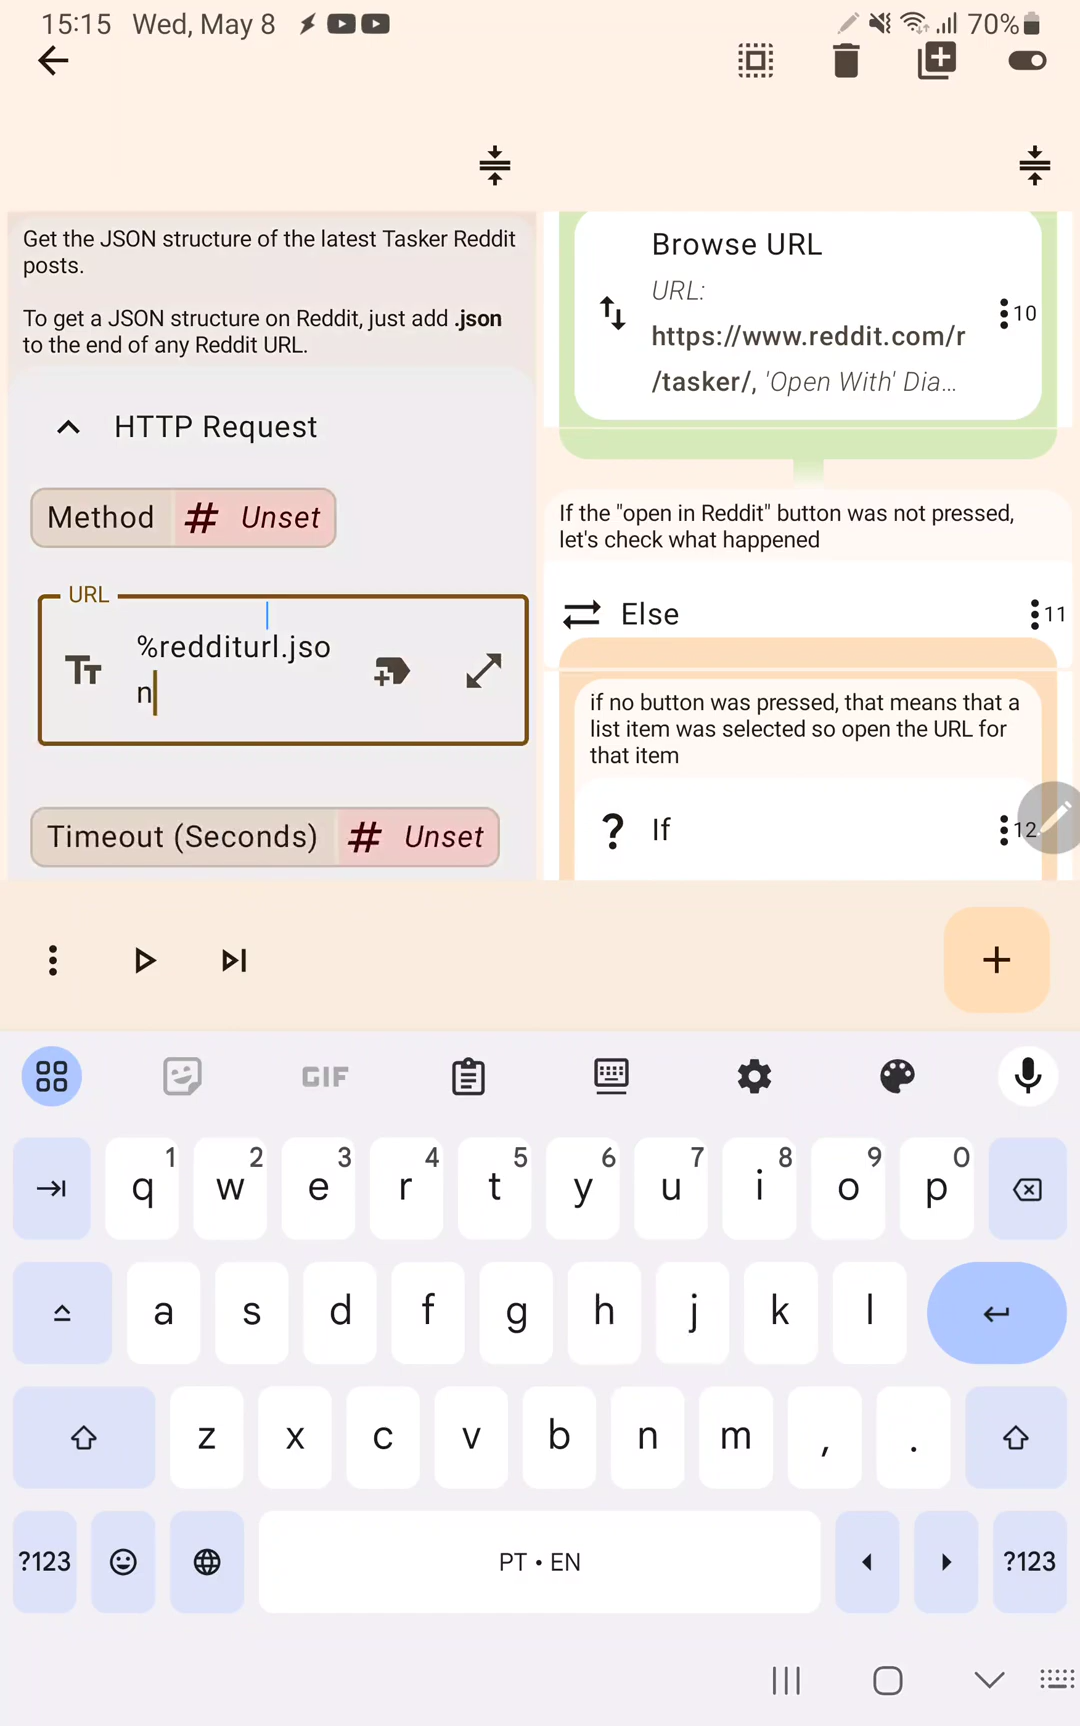 15:15 Wed, May 8
70%
Get the JSON structure of the latest Tasker Reddit
posts.
To get a JSON structure on Reddit, just add .json
to the end of any Reddit URL.
HTTP Request
Method # Unset
URL
%redditurl.jso
n
Timeout (Seconds) # Unset
Browse URL
URL:
https://www.reddit.com/r
/tasker/, 'Open With' Dia...
10
If the "open in Reddit" button was not pressed,
let's check what happened
Else
11
if no button was pressed, that means that a
list item was selected so open the URL for
that item
? If
12
+
GIF
q 1 w 2 e 3 r 4 t 5 y 6 u 7 i 8 o 9 p 0
a s d f g h j k l
z x c v b n m , .
?123 PT • EN ?123